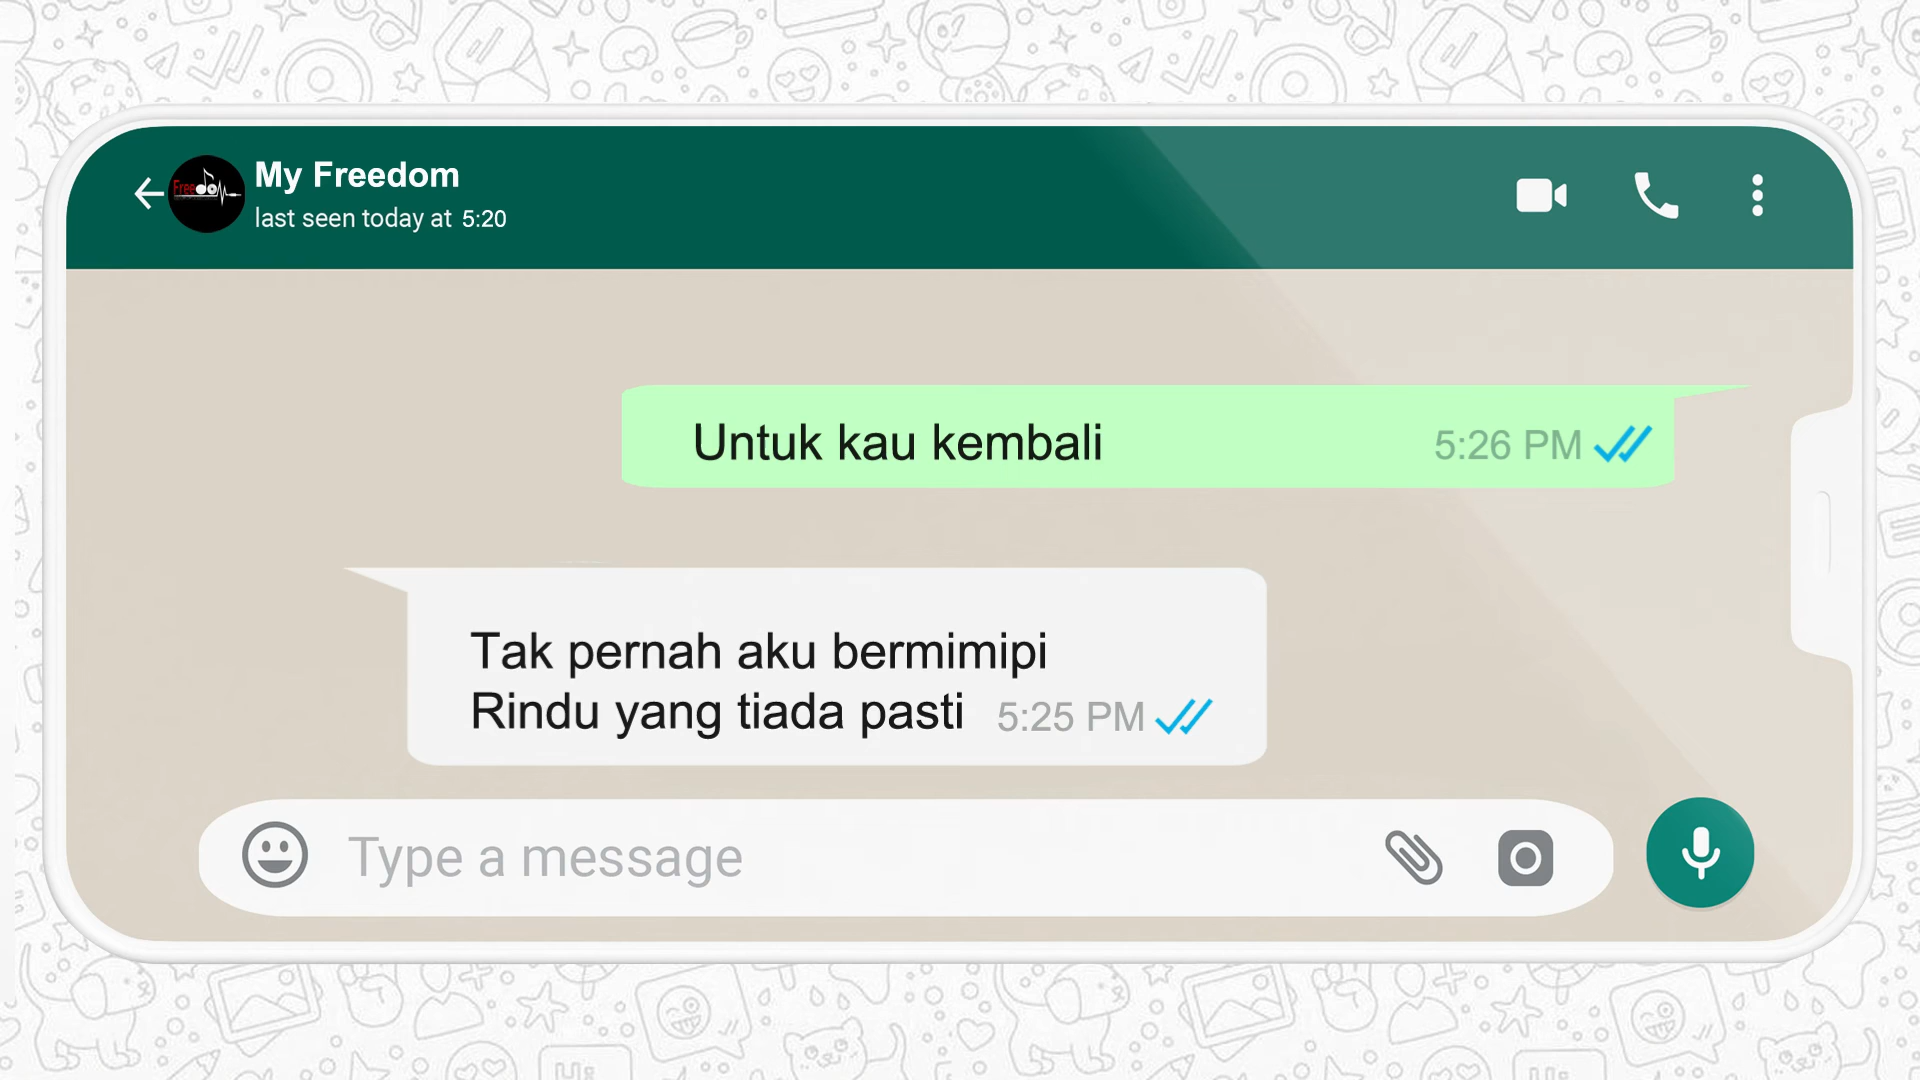 My Freedom
last seen today at 5:20
Untuk kau kembali 5:26 PM
Tak pernah aku bermimipi
Rindu yang tiada pasti 5:25 PM
Type a message
Freedom